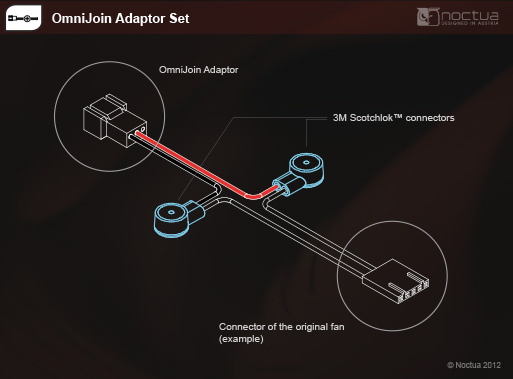 OmniJoin Adaptor Set
noctua
DESIGNED IN AUSTRIA
OmniJoin Adaptor
3M Scotchlok™ connectors
Connector of the original fan
(example)
© Noctua 2012